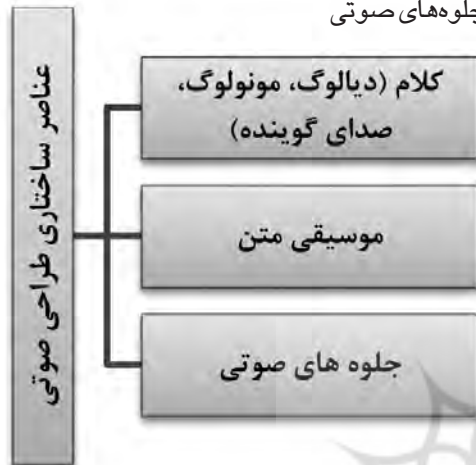 جلوه‌های صوتی
عناصر ساختاری طراحی صوتی
کلام (دیالوگ، مونولوگ،
صدای گوینده)
موسیقی متن
جلوه های صوتی